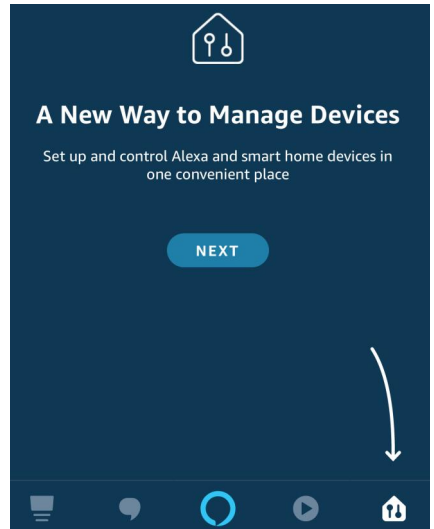 A New Way to Manage Devices
Set up and control Alexa and smart home devices in
one convenient place
NEXT